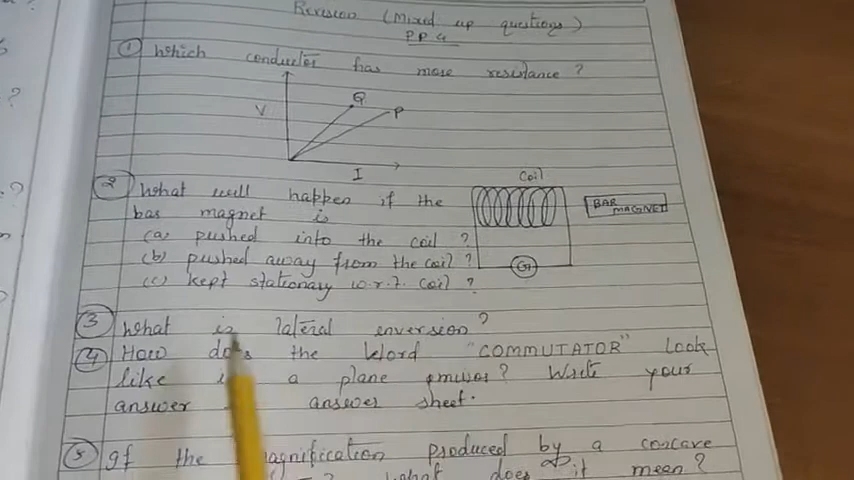 Revision (Mixed up questions)
PP4
1 Which conductor has more resistance ?
Q
P
V
I
2 What will happen if the
bar magnet is
(a) pushed into the coil ?
(b) pushed away from the coil ?
(c) kept stationary w.r.t. coil ?
Coil
BAR MAGNET
G
3 What is lateral inversion ?
4 How does the word "COMMUTATOR" Look
like a plane mirror? Write your
answer answer sheet.
5 If the magnification produced by a concave
what does it mean ?